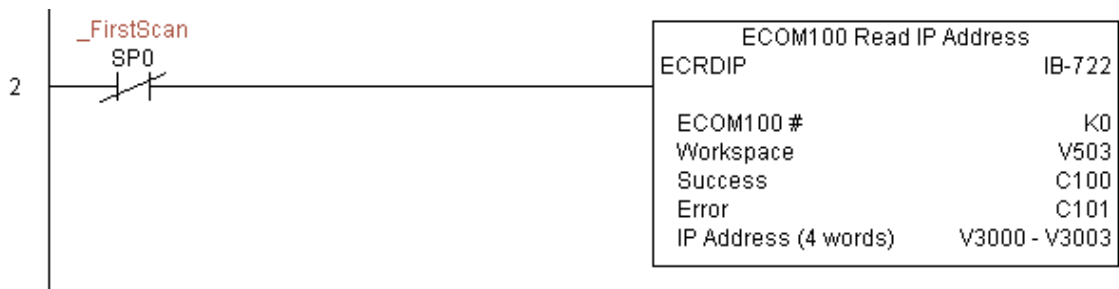 _FirstScan
SP0
2
ECOM100 Read IP Address
ECRDIP IB-722
ECOM100 # K0
Workspace V503
Success C100
Error C101
IP Address (4 words) V3000 - V3003